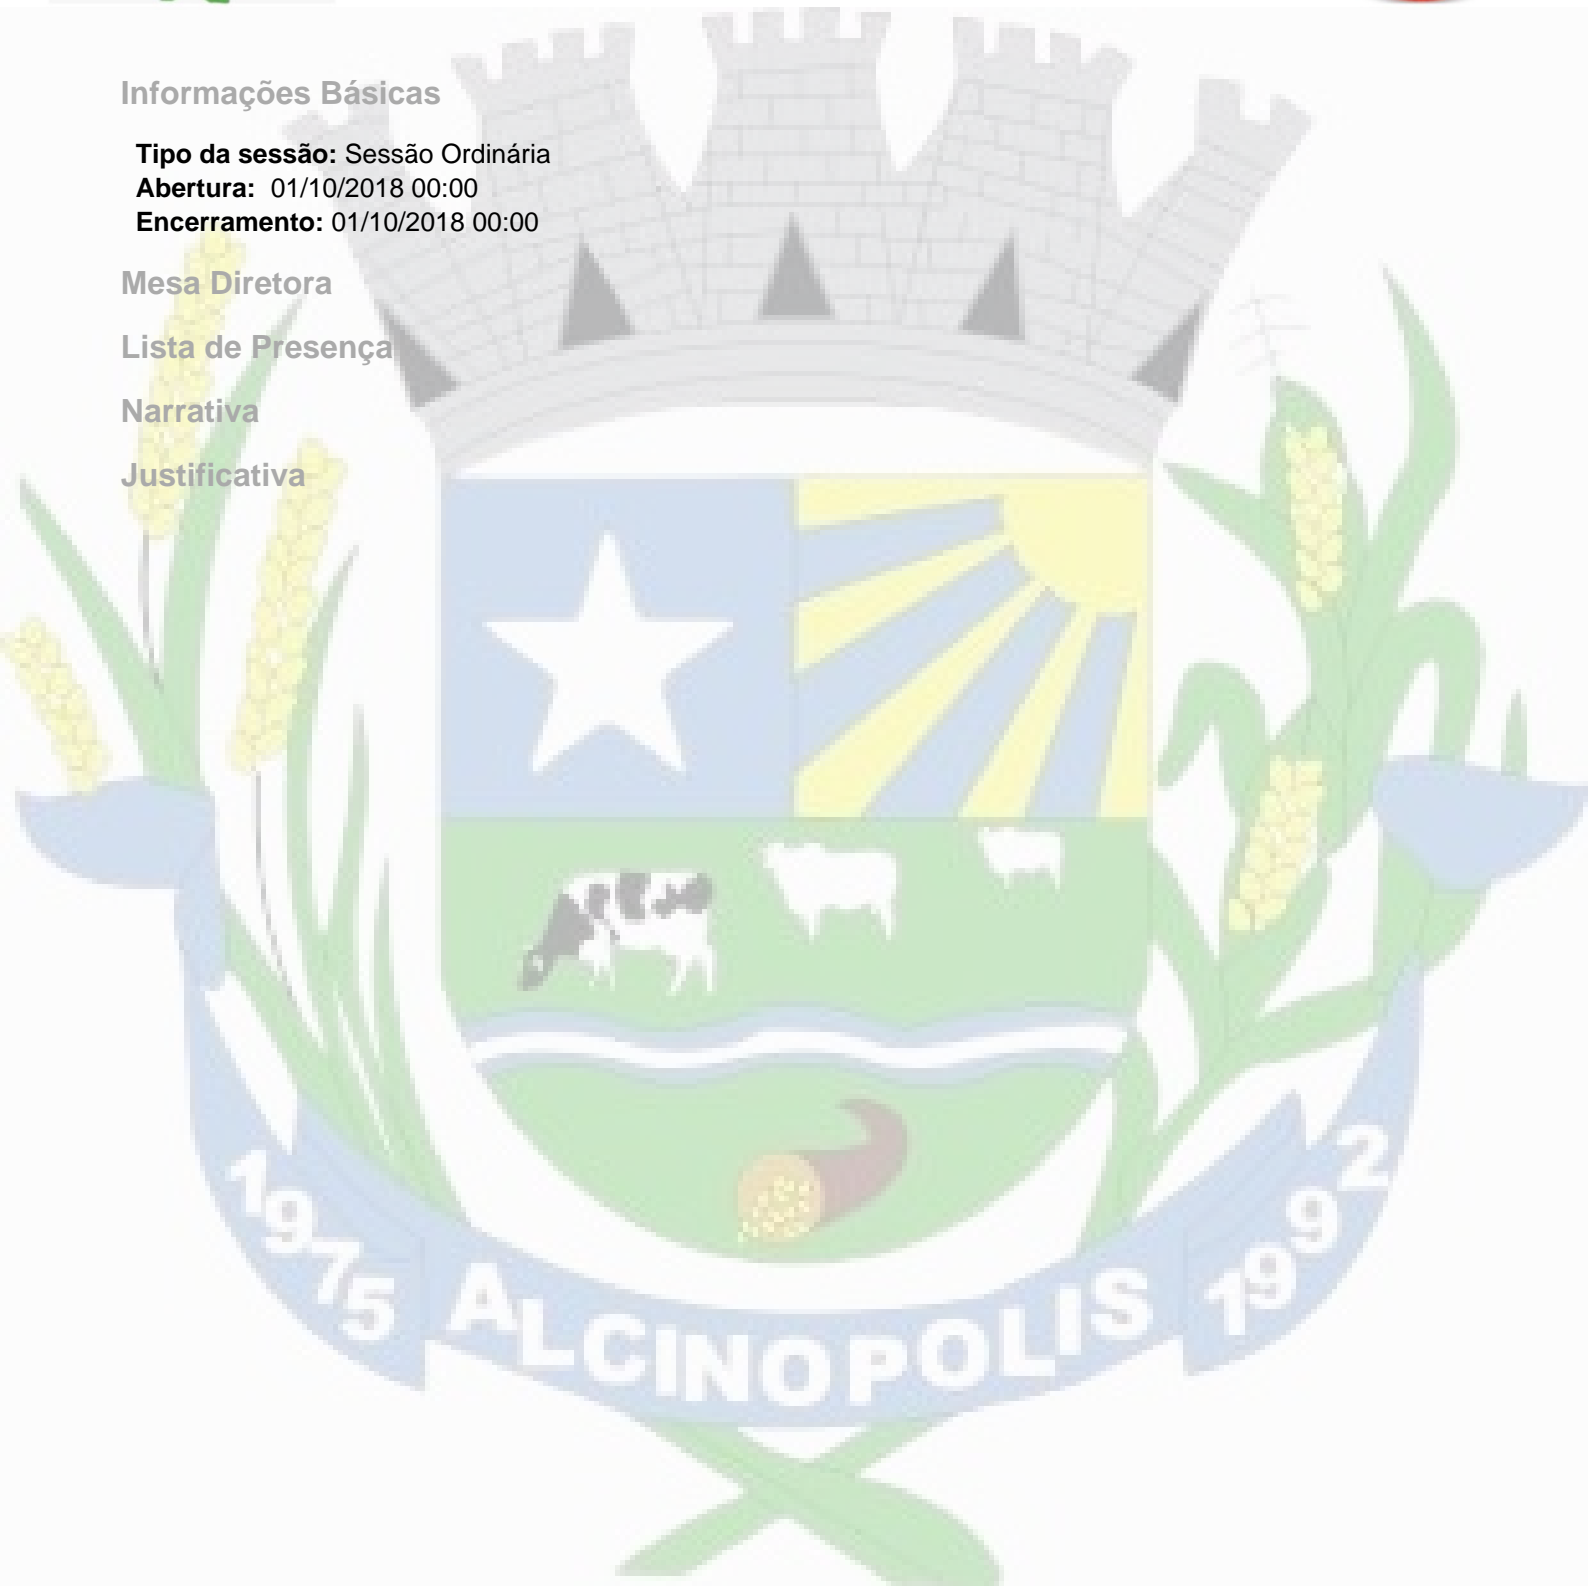 Informações Básicas
Tipo da sessão: Sessão Ordinária
Abertura: 01/10/2018 00:00
Encerramento: 01/10/2018 00:00
Mesa Diretora
Lista de Presença
Narrativa
Justificativa
1975 ALCINOPOLIS 1992